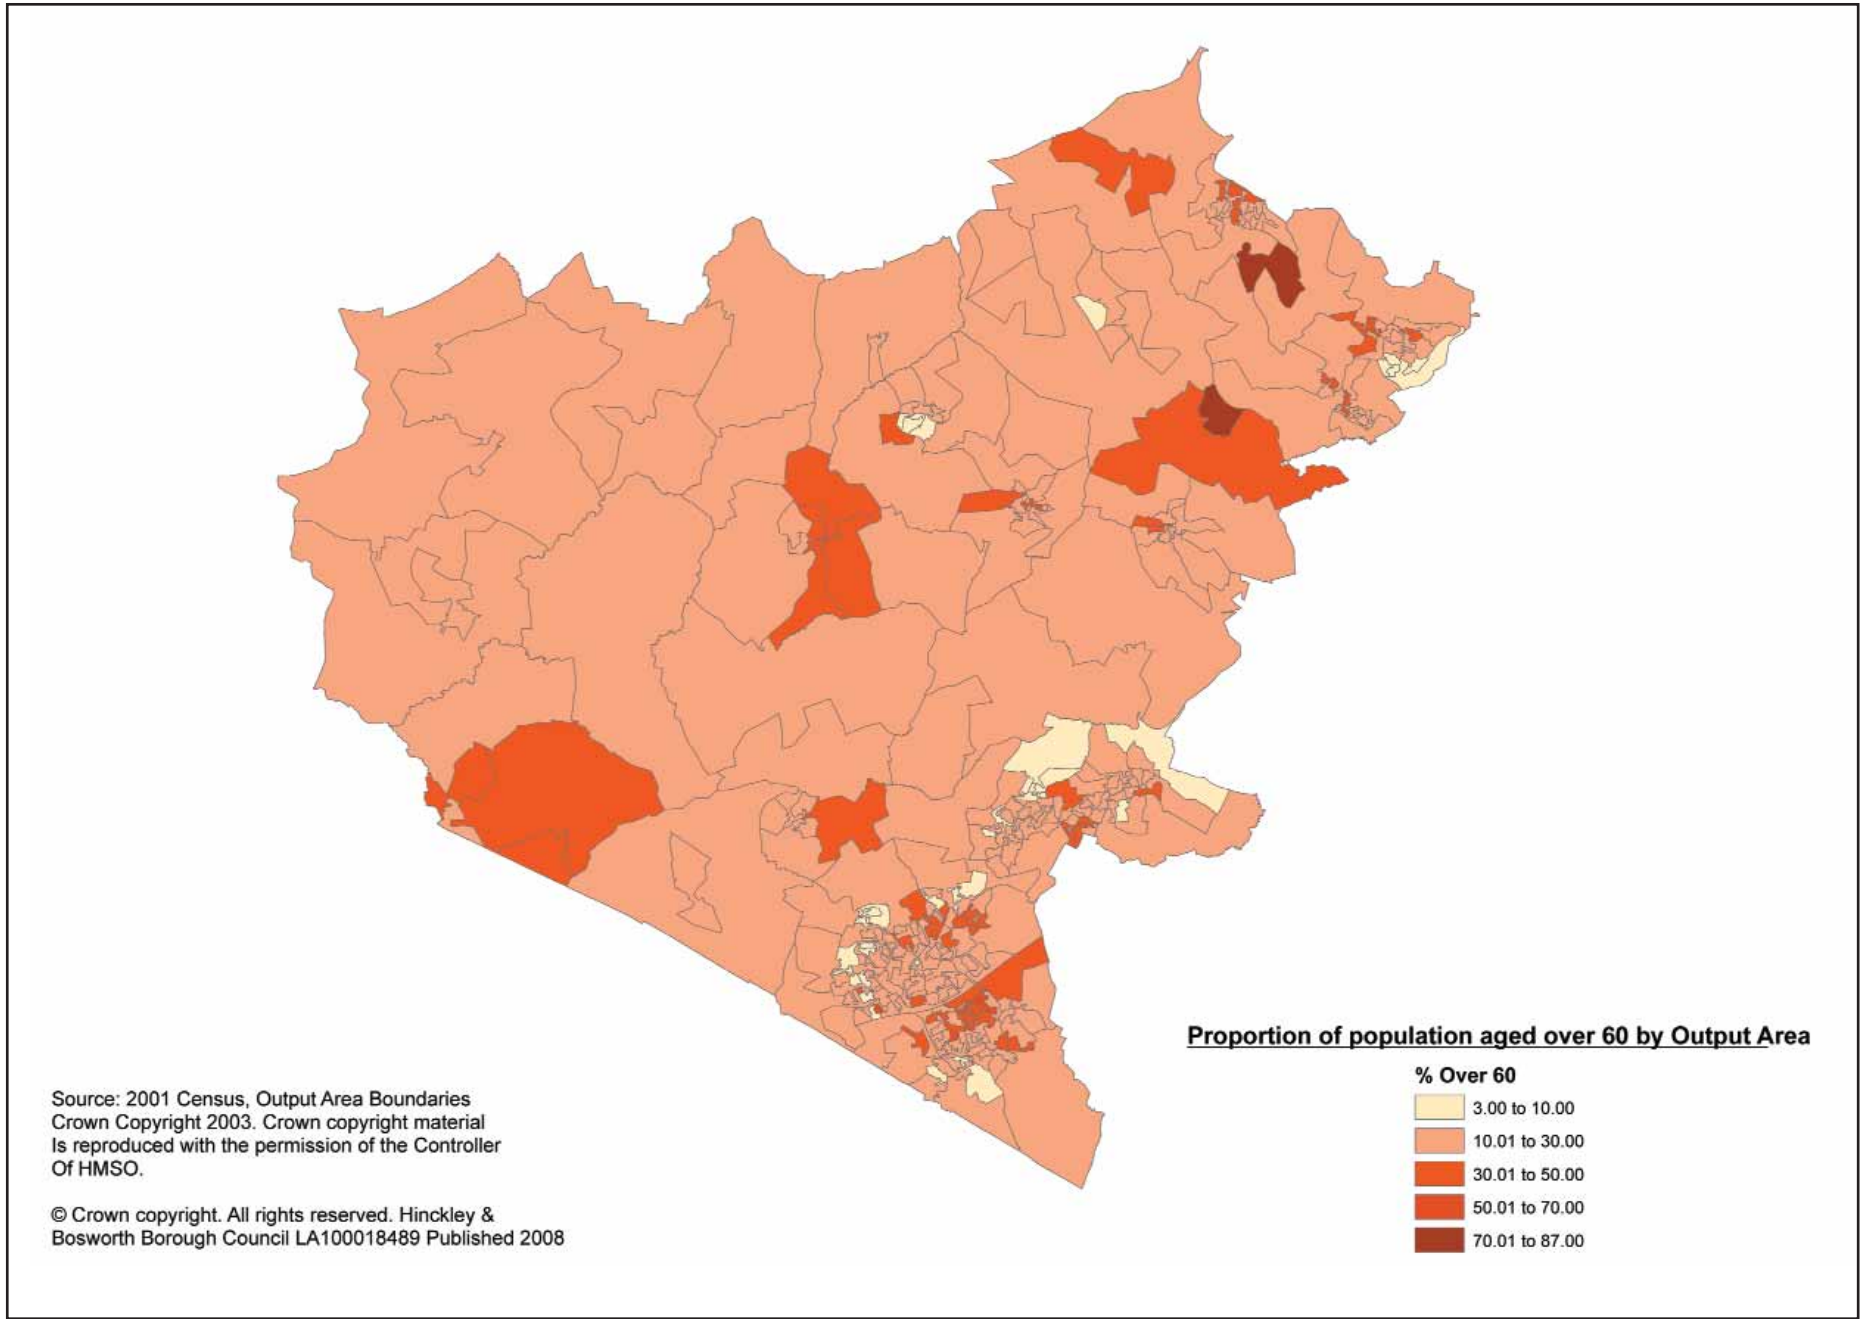 Proportion of population aged over 60 by Output Area
% Over 60
3.00 to 10.00
10.01 to 30.00
30.01 to 50.00
50.01 to 70.00
70.01 to 87.00
Source: 2001 Census, Output Area Boundaries
Crown Copyright 2003. Crown copyright material
Is reproduced with the permission of the Controller
Of HMSO.
© Crown copyright. All rights reserved. Hinckley &
Bosworth Borough Council LA100018489 Published 2008